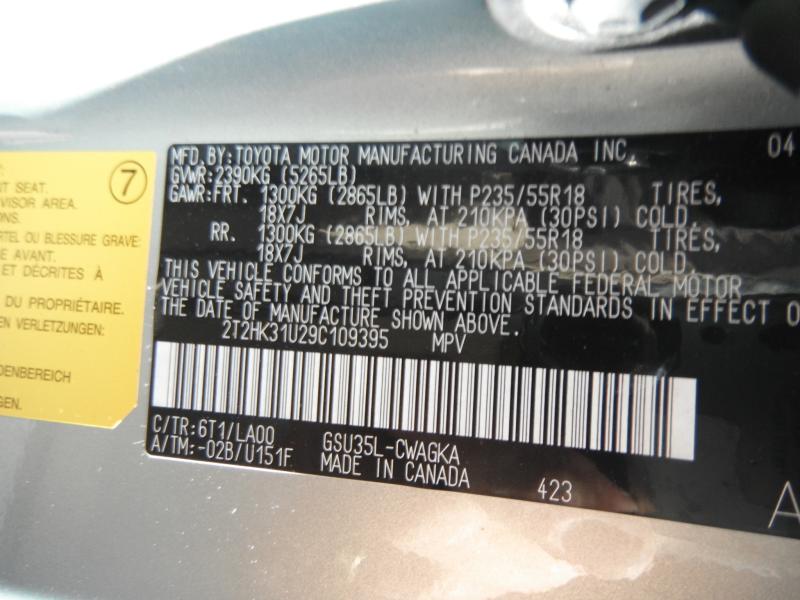 7
NT SEAT.
VISOR AREA.
ONS.
RTEL OU BLESSURE GRAVE:
E AVANT.
ET DÉCRITES À
DU PROPRIÉTAIRE.
EN VERLETZUNGEN:
DENBEREICH
GEN.
MFD. BY: TOYOTA MOTOR MANUFACTURING CANADA INC. 04
GVWR: 2390KG (5265LB)
GAWR: FRT. 1300KG (2865LB) WITH P235/55R18 TIRES,
18X7J RIMS, AT 210KPA (30PSI) COLD.
RR. 1300KG (2865LB) WITH P235/55R18 TIRES,
18X7J RIMS, AT 210KPA (30PSI) COLD.
THIS VEHICLE CONFORMS TO ALL APPLICABLE FEDERAL MOTOR
VEHICLE SAFETY AND THEFT PREVENTION STANDARDS IN EFFECT O
THE DATE OF MANUFACTURE SHOWN ABOVE.
2T2HK31U29C109395 MPV
C/TR: 6T1/LA00 GSU35L-CWAGKA
A/TM: -02B/U151F MADE IN CANADA
423
A